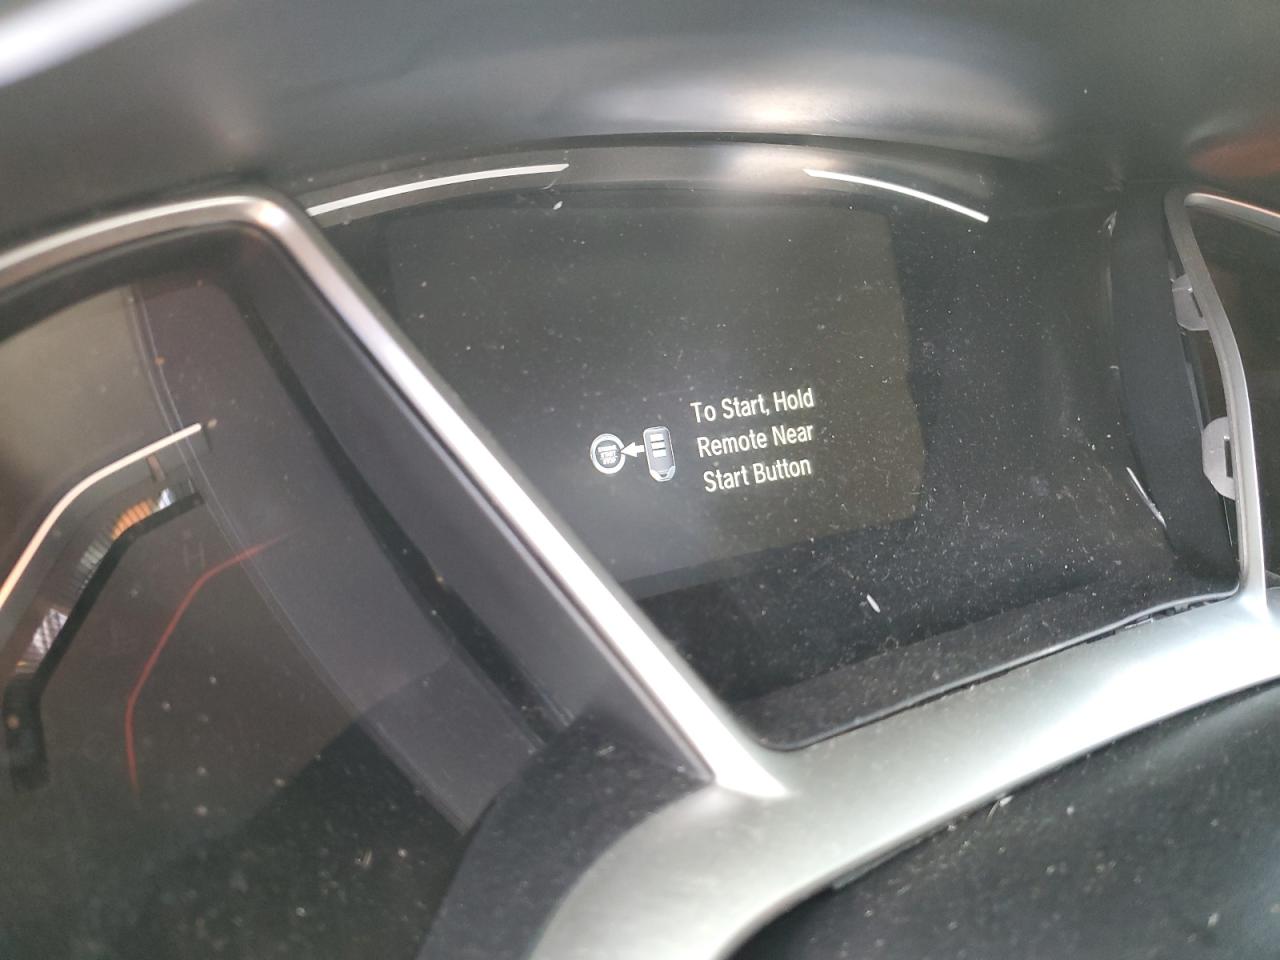 To Start, Hold
Remote Near
Start Button